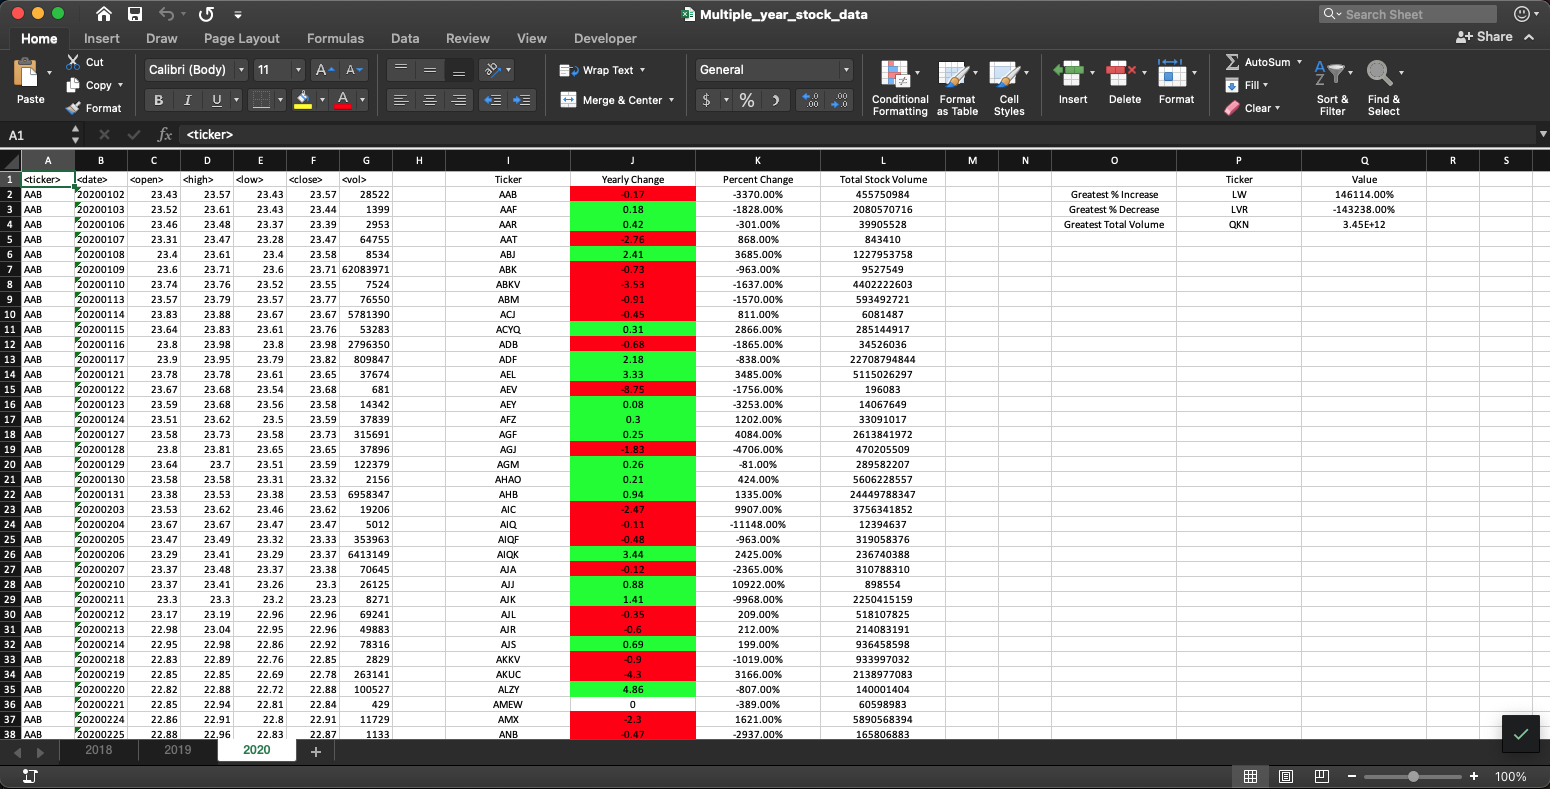 Multiple_year_stock_data
Search Sheet
Home Insert Draw Page Layout Formulas Data Review View Developer
Share
Paste
Cut
Copy
Format
Calibri (Body) 11
B I U
Wrap Text
Merge & Center
General
$ % )
Conditional Formatting
Format as Table
Cell Styles
Insert
Delete
Format
AutoSum
Fill
Clear
Sort & Filter
Find & Select
A1 fx <ticker>
A B C D E F G H I J K L M N O P Q R S
1 <ticker> <date> <open> <high> <low> <close> <vol> Ticker Yearly Change Percent Change Total Stock Volume Ticker Value
2 AAB 20200102 23.43 23.57 23.43 23.57 28522 AAB -0.17 -3370.00% 455750984 Greatest % Increase LW 146114.00%
3 AAB 20200103 23.52 23.61 23.43 23.44 1399 AAF 0.18 -1828.00% 2080570716 Greatest % Decrease LVR -143238.00%
4 AAB 20200106 23.46 23.48 23.37 23.39 2953 AAR 0.42 -301.00% 39905528 Greatest Total Volume QKN 3.45E+12
5 AAB 20200107 23.31 23.47 23.28 23.47 64755 AAT -2.76 868.00% 843410
6 AAB 20200108 23.4 23.61 23.4 23.58 8534 ABJ 2.41 3685.00% 1227953758
7 AAB 20200109 23.6 23.71 23.6 23.71 62083971 ABK -0.73 -963.00% 9527549
8 AAB 20200110 23.74 23.76 23.52 23.55 7524 ABKV -3.53 -1637.00% 4402222603
9 AAB 20200113 23.57 23.79 23.57 23.77 76550 ABM -0.91 -1570.00% 593492721
10 AAB 20200114 23.83 23.88 23.67 23.67 5781390 ACJ -0.45 811.00% 6081487
11 AAB 20200115 23.64 23.83 23.61 23.76 53283 ACYQ 0.31 2866.00% 285144917
12 AAB 20200116 23.8 23.98 23.8 23.98 2796350 ADB -0.68 -1865.00% 34526036
13 AAB 20200117 23.9 23.95 23.79 23.82 809847 ADF 2.18 -838.00% 22708794844
14 AAB 20200121 23.78 23.78 23.61 23.65 37674 AEL 3.33 3485.00% 5115026297
15 AAB 20200122 23.67 23.68 23.54 23.68 681 AEV -8.75 -1756.00% 196083
16 AAB 20200123 23.59 23.68 23.56 23.58 14342 AEY 0.08 -3253.00% 14067649
17 AAB 20200124 23.51 23.62 23.5 23.59 37839 AFZ 0.3 1202.00% 33091017
18 AAB 20200127 23.58 23.73 23.58 23.73 315691 AGF 0.25 4084.00% 2613841972
19 AAB 20200128 23.8 23.81 23.65 23.65 37896 AGJ -1.83 -4706.00% 470205509
20 AAB 20200129 23.64 23.7 23.51 23.59 122379 AGM 0.26 -81.00% 289582207
21 AAB 20200130 23.58 23.58 23.31 23.32 2156 AHAO 0.21 424.00% 5606228557
22 AAB 20200131 23.38 23.53 23.38 23.53 6958347 AHB 0.94 1335.00% 24449788347
23 AAB 20200203 23.53 23.62 23.46 23.62 19206 AIC -2.47 9907.00% 3756341852
24 AAB 20200204 23.67 23.67 23.47 23.47 5012 AIQ -0.11 -11148.00% 12394637
25 AAB 20200205 23.47 23.49 23.32 23.33 353963 AIQF -0.48 -963.00% 319058376
26 AAB 20200206 23.29 23.41 23.29 23.37 6413149 AIQK 3.44 2425.00% 236740388
27 AAB 20200207 23.37 23.48 23.37 23.38 70645 AJA -0.12 -2365.00% 310788310
28 AAB 20200210 23.37 23.41 23.26 23.3 26125 AJJ 0.88 10922.00% 898554
29 AAB 20200211 23.3 23.3 23.2 23.23 8271 AJK 1.41 -9968.00% 2250415159
30 AAB 20200212 23.17 23.19 22.96 22.96 69241 AJL -0.35 209.00% 518107825
31 AAB 20200213 22.98 23.04 22.95 22.96 49883 AJR -0.6 212.00% 214083191
32 AAB 20200214 22.95 22.98 22.86 22.92 78316 AJS 0.69 199.00% 936458598
33 AAB 20200218 22.83 22.89 22.76 22.85 2829 AKKV -0.9 -1019.00% 933997032
34 AAB 20200219 22.85 22.85 22.69 22.78 263141 AKUC -4.3 3166.00% 2138977083
35 AAB 20200220 22.82 22.88 22.72 22.88 100527 ALZY 4.86 -807.00% 140001404
36 AAB 20200221 22.85 22.94 22.81 22.84 429 AMEW 0 -389.00% 60598983
37 AAB 20200224 22.86 22.91 22.8 22.91 11729 AMX -2.3 1621.00% 5890568394
38 AAB 20200225 22.88 22.96 22.83 22.87 1133 ANB -0.47 -2937.00% 165806883
2018 2019 2020 +
100%